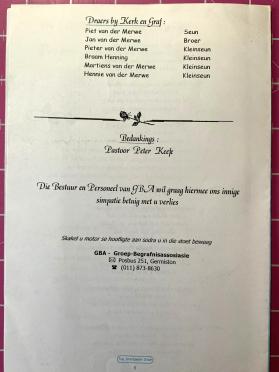 Draers by Kerk en Graf :
Piet van der Merwe Seun
Jan van der Merwe Broer
Pieter van der Merwe Kleinseun
Braam Henning Kleinseun
Martiens van der Merwe Kleinseun
Hennie van der Merwe Kleinseun
Bedankings :
Pastoor Peter
Die Bestuur en Personeel van GBA wil graag hiermee ons innige
simpatie betuig met u verlies
Skakel u motor se hoofligte aan sodra u in die stoet beweeg
GBA - Groep-Begrafnisassosiasie
Posbus 251, Germiston
(011) 873-8630